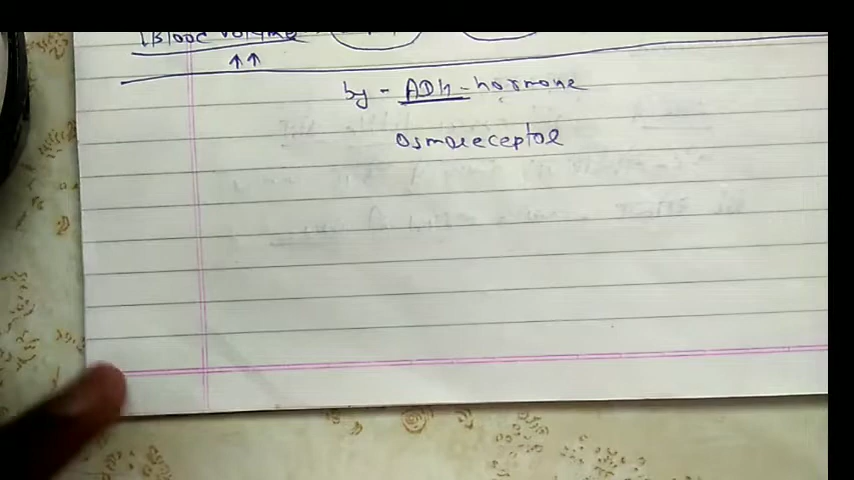 Blood volume
↑↑
by - ADH - hormone
osmoreceptor